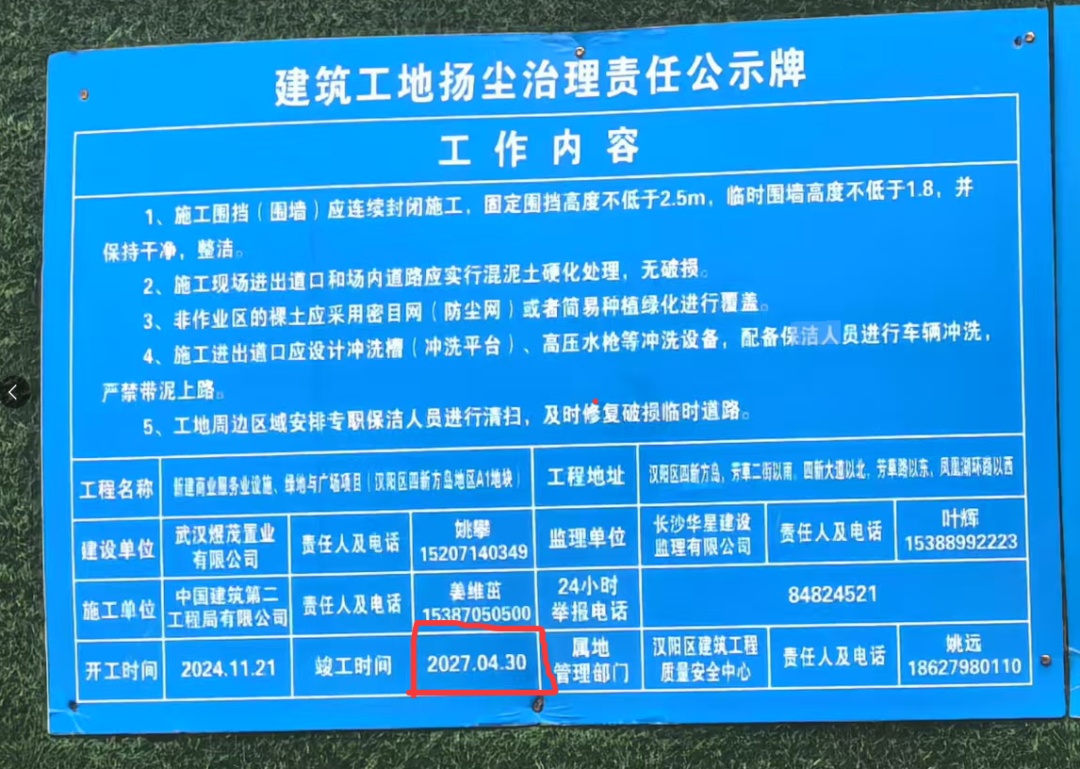 建筑工地扬尘治理责任公示牌
工作内容
1、施工围挡（围墙）应连续封闭施工，固定围挡高度不低于2.5m，临时围墙高度不低于1.8，并
保持干净，整洁。
2、施工现场进出道口和场内道路应实行混泥土硬化处理，无破损。
3、非作业区的裸土应采用密目网（防尘网）或者简易种植绿化进行覆盖。
4、施工进出道口应设计冲洗槽（冲洗平台）、高压水枪等冲洗设备，配备保洁人员进行车辆冲洗，
严禁带泥上路。
5、工地周边区域安排专职保洁人员进行清扫，及时修复破损临时道路。
工程名称 新建商业服务业设施、绿地与广场项目（汉阳区四新方岛地区A1地块） 工程地址 汉阳区四新方岛，芳草二街以南，四新大道以北，芳草路以东，凤凰湖环路以西
建设单位 武汉煜茂置业
有限公司 责任人及电话 姚攀
15207140349 监理单位 长沙华星建设
监理有限公司 责任人及电话 叶辉
15388992223
施工单位 中国建筑第二
工程局有限公司 责任人及电话 姜维茁
15387050500 24小时
举报电话 84824521
开工时间 2024.11.21 竣工时间 2027.04.30 属地
管理部门 汉阳区建筑工程
质量安全中心 责任人及电话 姚远
18627980110